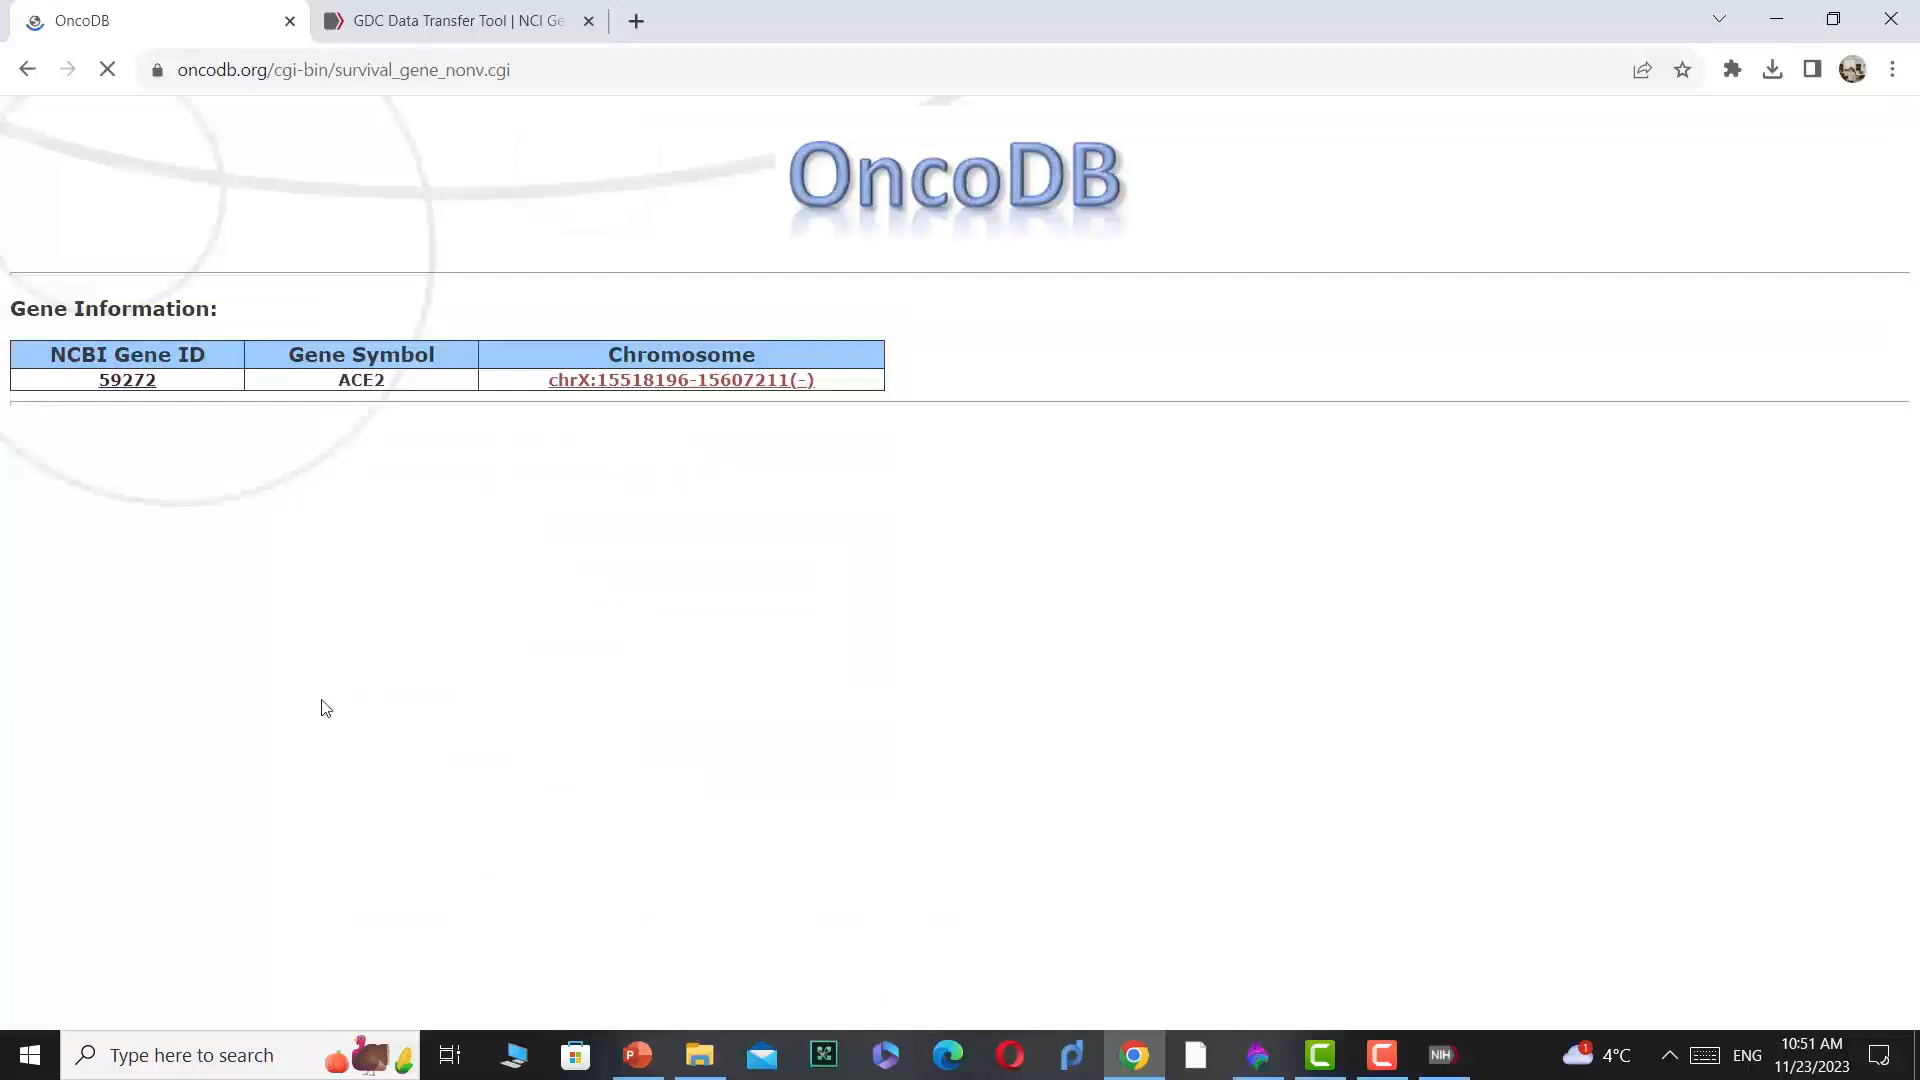 OncoDB
GDC Data Transfer Tool | NCI Ge
oncodb.org/cgi-bin/survival_gene_nonv.cgi
OncoDB
Gene Information:
NCBI Gene ID Gene Symbol Chromosome
59272 ACE2 chrX:15518196-15607211(-)
Type here to search
P
NIH
1
4°C
ENG
10:51 AM
11/23/2023